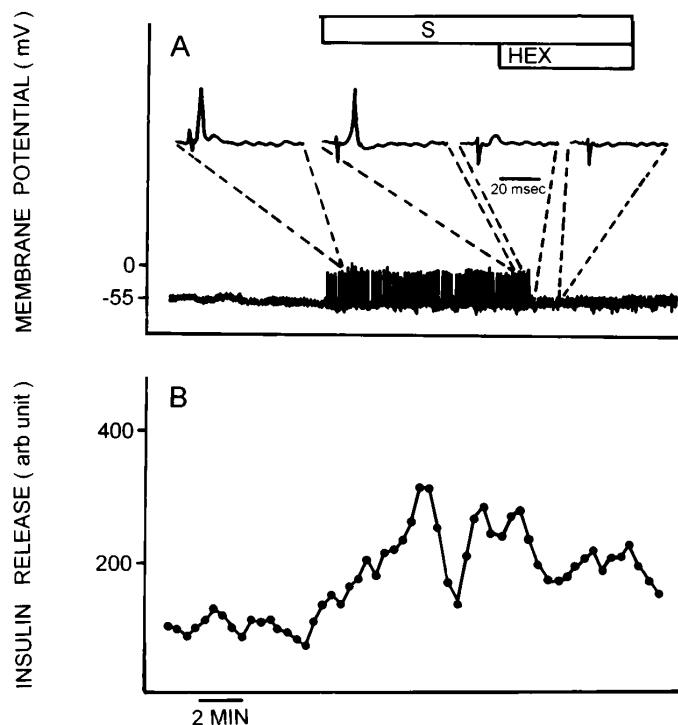 A
S
HEX
MEMBRANE POTENTIAL ( mV )
20 msec
0
-55
B
INSULIN RELEASE ( arb unit )
400
200
2 MIN